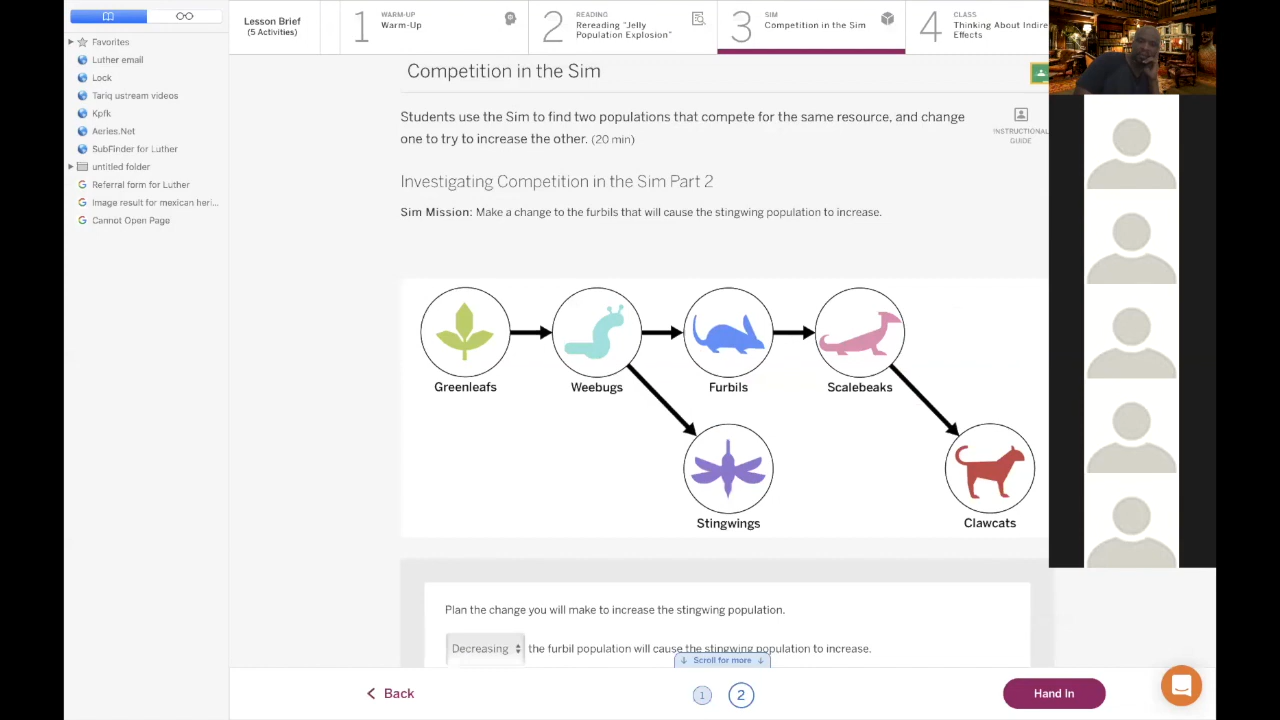 Favorites
Luther email
Lock
Tariq ustream videos
Kpfk
Aeries.Net
SubFinder for Luther
untitled folder
Referral form for Luther
Image result for mexican heri...
Cannot Open Page
Lesson Brief
(5 Activities)
1
WARM-UP
Warm-Up
2
READING
Rereading "Jelly
Population Explosion"
3
SIM
Competition in the Sim
4
CLASS
Thinking About Indire
Effects
Competition in the Sim
Students use the Sim to find two populations that compete for the same resource, and change
one to try to increase the other. (20 min)
INSTRUCTIONAL
GUIDE
Investigating Competition in the Sim Part 2
Sim Mission: Make a change to the furbils that will cause the stingwing population to increase.
Greenleafs
Weebugs
Furbils
Scalebeaks
Stingwings
Clawcats
Plan the change you will make to increase the stingwing population.
Decreasing the furbil population will cause the stingwing population to increase.
Scroll for more
Back
1
2
Hand In